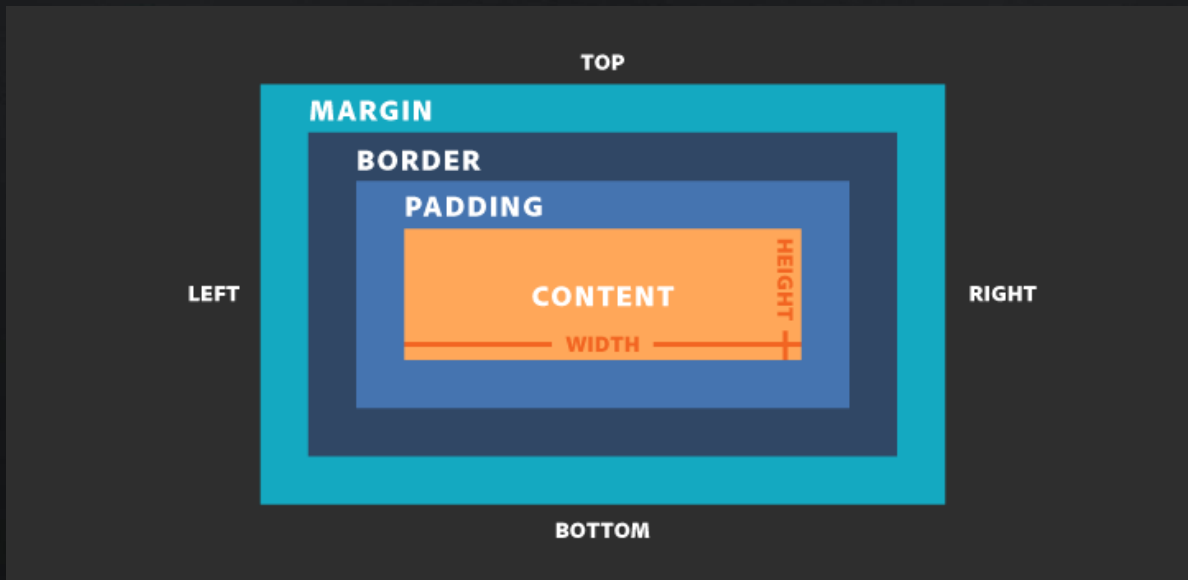 TOP
MARGIN
BORDER
PADDING
HEIGHT
LEFT
CONTENT
RIGHT
WIDTH
BOTTOM